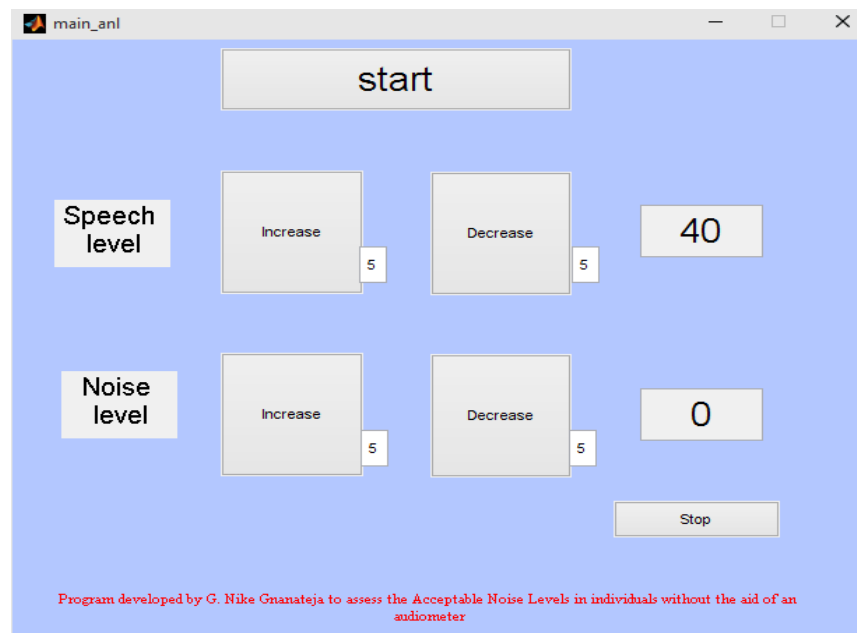 main_anl
start
Speech
level
Increase
5
Decrease
5
40
Noise
level
Increase
5
Decrease
5
0
Stop
Program developed by G. Nike Gnanateja to assess the Acceptable Noise Levels in individuals without the aid of an
audiometer